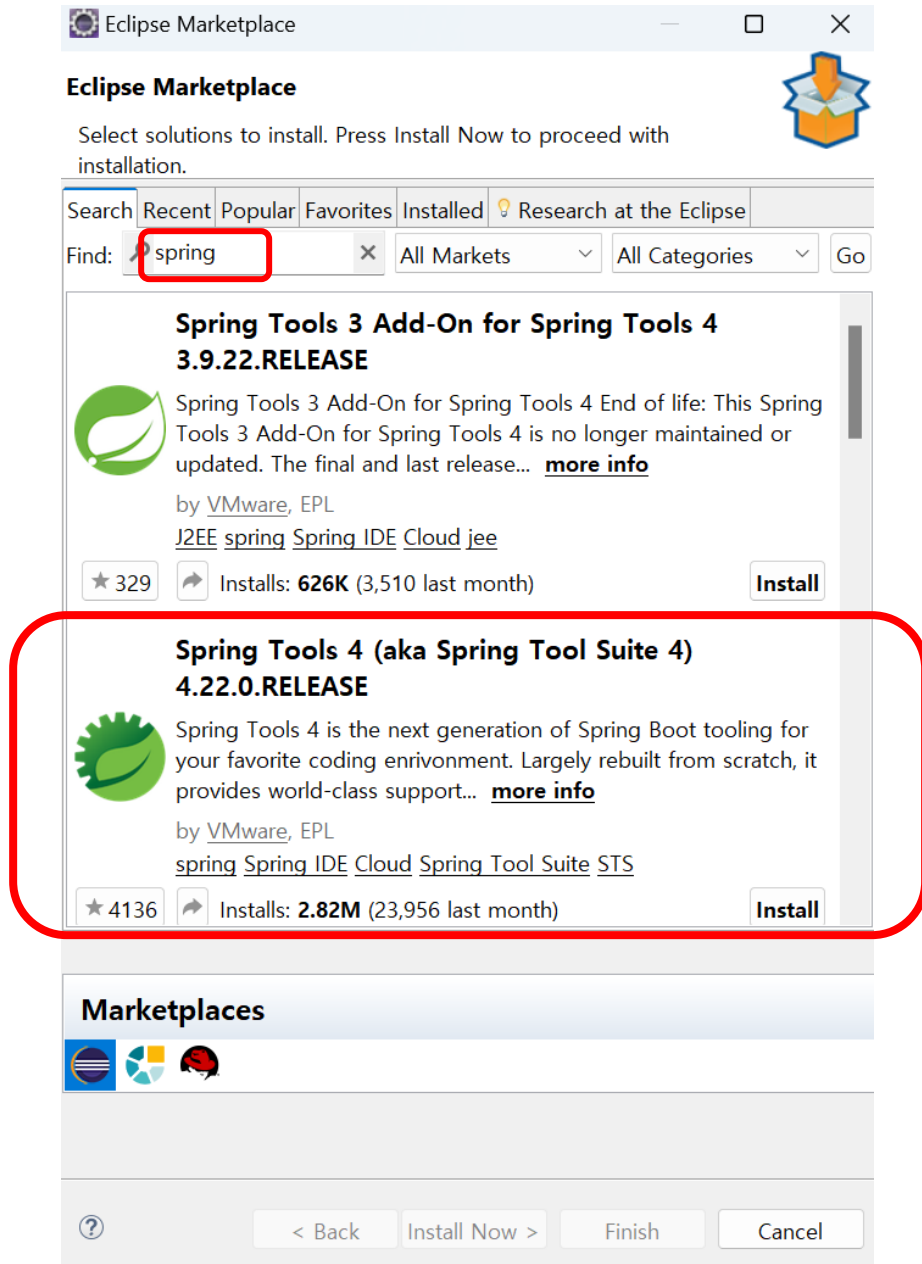 Eclipse Marketplace
Eclipse Marketplace
Select solutions to install. Press Install Now to proceed with
installation.
Search Recent Popular Favorites Installed Research at the Eclipse
Find: spring All Markets All Categories Go
Spring Tools 3 Add-On for Spring Tools 4
3.9.22.RELEASE
Spring Tools 3 Add-On for Spring Tools 4 End of life: This Spring
Tools 3 Add-On for Spring Tools 4 is no longer maintained or
updated. The final and last release... more info
by VMware, EPL
J2EE spring Spring IDE Cloud jee
329 Installs: 626K (3,510 last month) Install
Spring Tools 4 (aka Spring Tool Suite 4)
4.22.0.RELEASE
Spring Tools 4 is the next generation of Spring Boot tooling for
your favorite coding enrivonment. Largely rebuilt from scratch, it
provides world-class support... more info
by VMware, EPL
spring Spring IDE Cloud Spring Tool Suite STS
4136 Installs: 2.82M (23,956 last month) Install
Marketplaces
? < Back Install Now > Finish Cancel